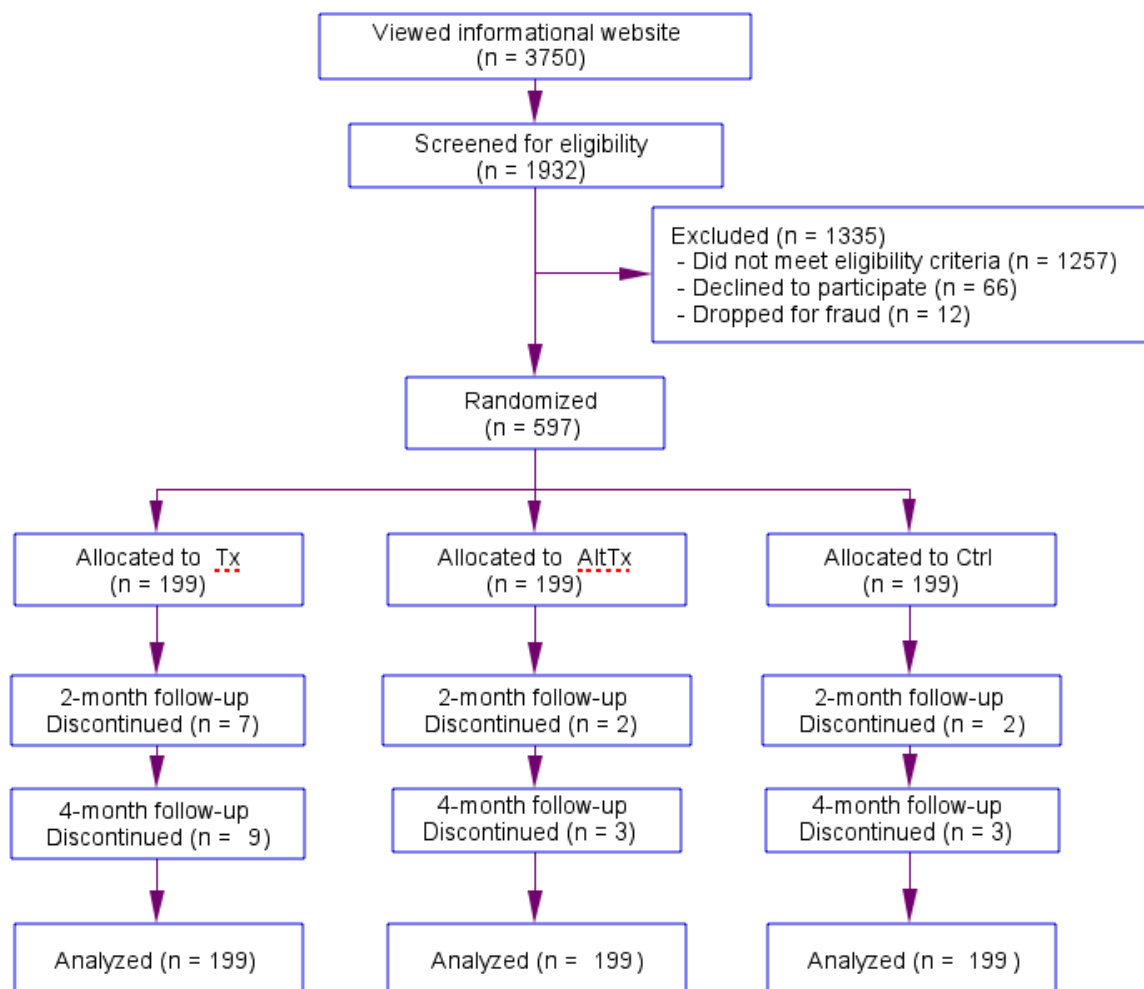 Viewed informational website
(n = 3750)
Screened for eligibility
(n = 1932)
Excluded (n = 1335)
- Did not meet eligibility criteria (n = 1257)
- Declined to participate (n = 66)
- Dropped for fraud (n = 12)
Randomized
(n = 597)
Allocated to Tx
(n = 199)
Allocated to AltTx
(n = 199)
Allocated to Ctrl
(n = 199)
2-month follow-up
Discontinued (n = 7)
2-month follow-up
Discontinued (n = 2)
2-month follow-up
Discontinued (n = 2)
4-month follow-up
Discontinued (n = 9)
4-month follow-up
Discontinued (n = 3)
4-month follow-up
Discontinued (n = 3)
Analyzed (n = 199)
Analyzed (n = 199)
Analyzed (n = 199)